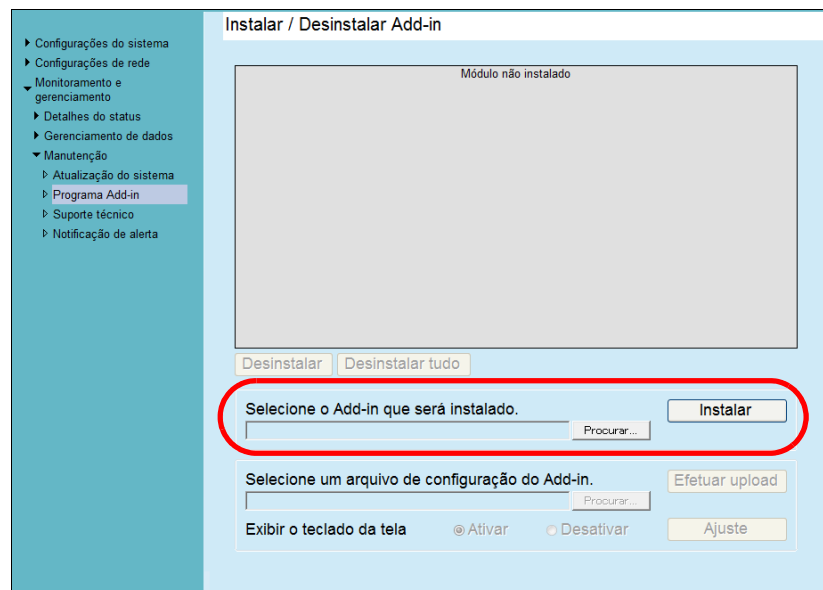 Instalar / Desinstalar Add-in
Configurações do sistema
Configurações de rede
Monitoramento e
gerenciamento
Detalhes do status
Gerenciamento de dados
Manutenção
Atualização do sistema
Programa Add-in
Suporte técnico
Notificação de alerta
Módulo não instalado
Desinstalar Desinstalar tudo
Selecione o Add-in que será instalado. Instalar
Procurar...
Selecione um arquivo de configuração do Add-in. Efetuar upload
Procurar...
Exibir o teclado da tela Ativar Desativar Ajuste